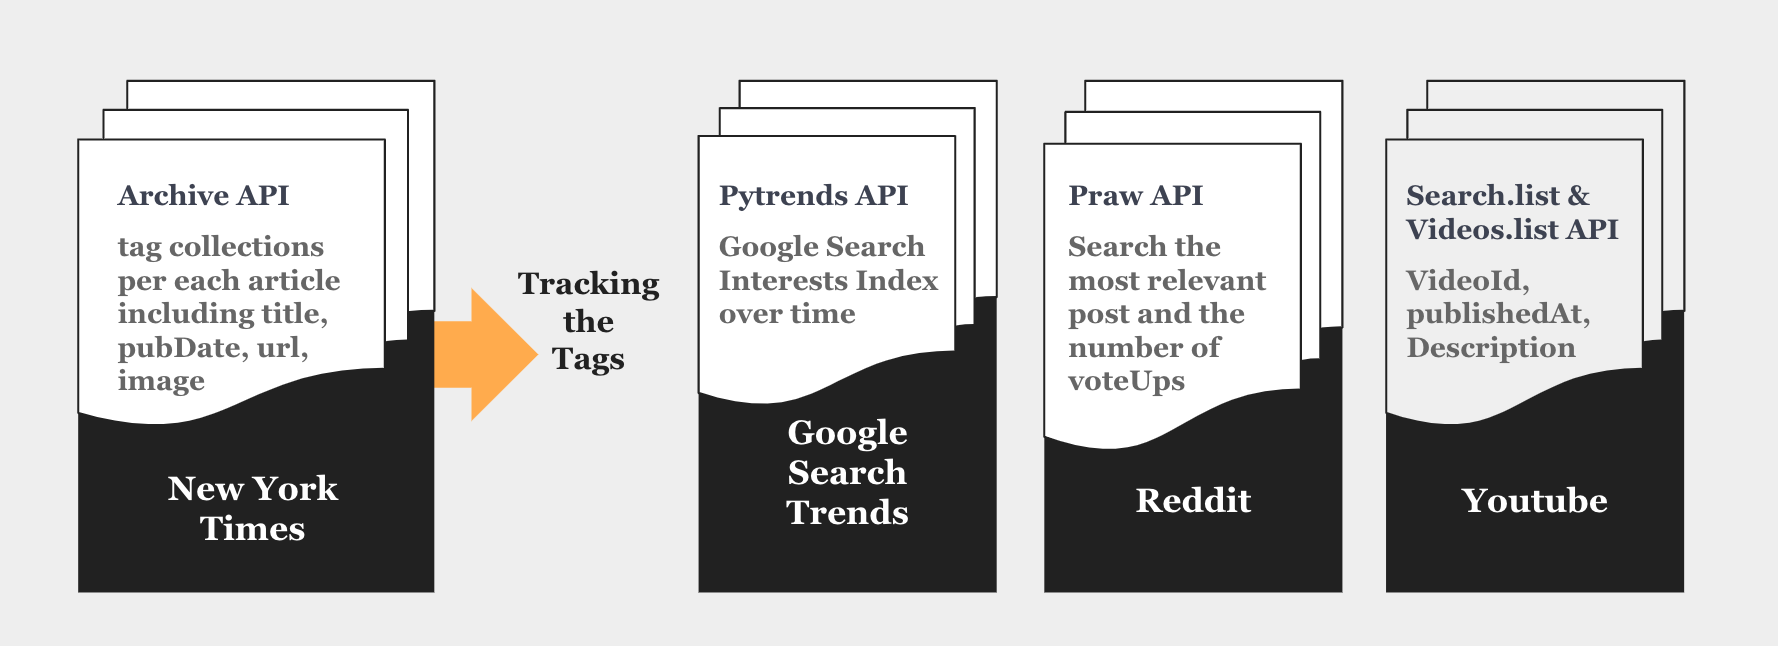 Archive API
tag collections
per each article
including title,
pubDate, url,
image
New York
Times
Tracking
the
Tags
Pytrends API
Google Search
Interests Index
over time
Google
Search
Trends
Praw API
Search the
most relevant
post and the
number of
voteUps
Reddit
Search.list &
Videos.list API
VideoId,
publishedAt,
Description
Youtube